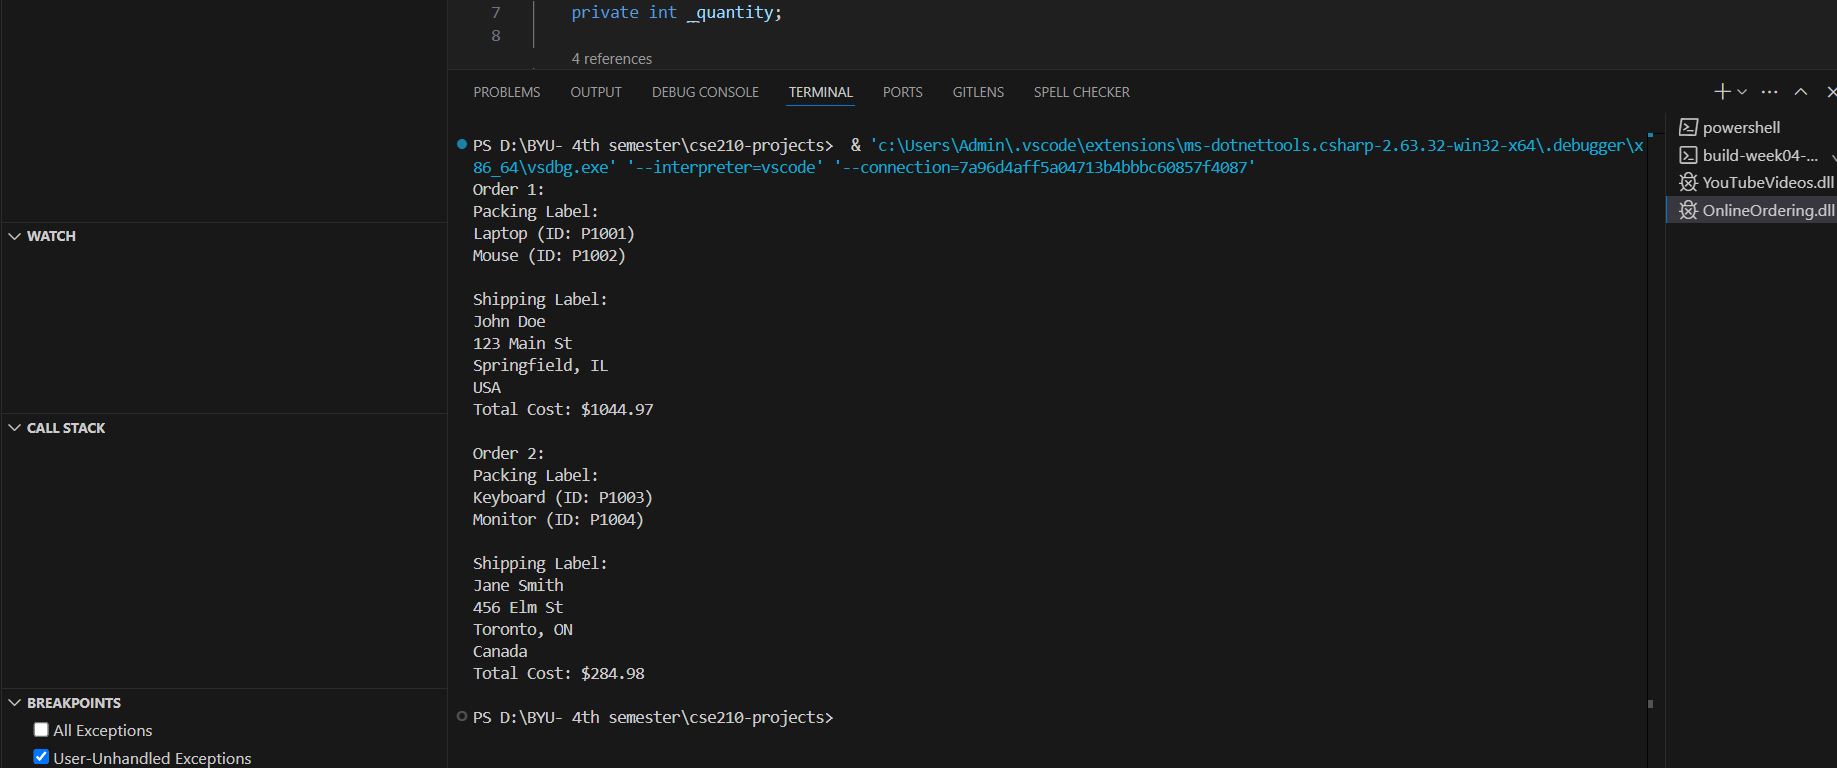 7 private int _quantity;
8
4 references
PROBLEMS OUTPUT DEBUG CONSOLE TERMINAL PORTS GITLENS SPELL CHECKER
PS D:\BYU- 4th semester\cse210-projects>  & 'c:\Users\Admin\.vscode\extensions\ms-dotnettools.csharp-2.63.32-win32-x64\.debugger\x
86_64\vsdbg.exe' '--interpreter=vscode' '--connection=7a96d4aff5a04713b4bbbc60857f4087'
Order 1:
Packing Label:
Laptop (ID: P1001)
Mouse (ID: P1002)
Shipping Label:
John Doe
123 Main St
Springfield, IL
USA
Total Cost: $1044.97
Order 2:
Packing Label:
Keyboard (ID: P1003)
Monitor (ID: P1004)
Shipping Label:
Jane Smith
456 Elm St
Toronto, ON
Canada
Total Cost: $284.98
PS D:\BYU- 4th semester\cse210-projects>
powershell
build-week04-...
YouTubeVideos.dll
OnlineOrdering.dll
WATCH
CALL STACK
BREAKPOINTS
All Exceptions
User-Unhandled Exceptions